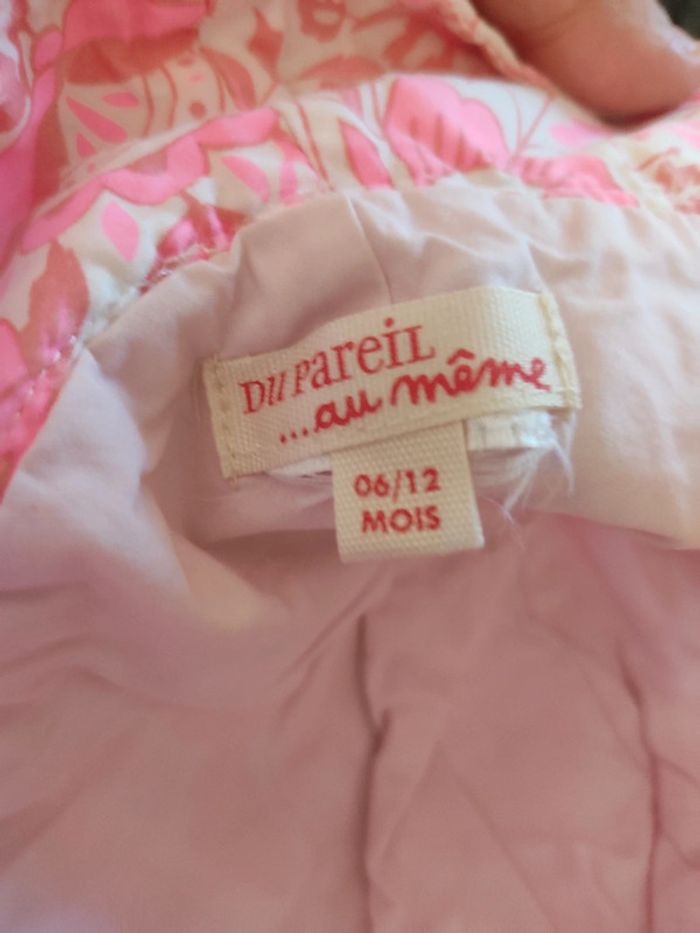 Du Pareil
...au même
06/12
MOIS